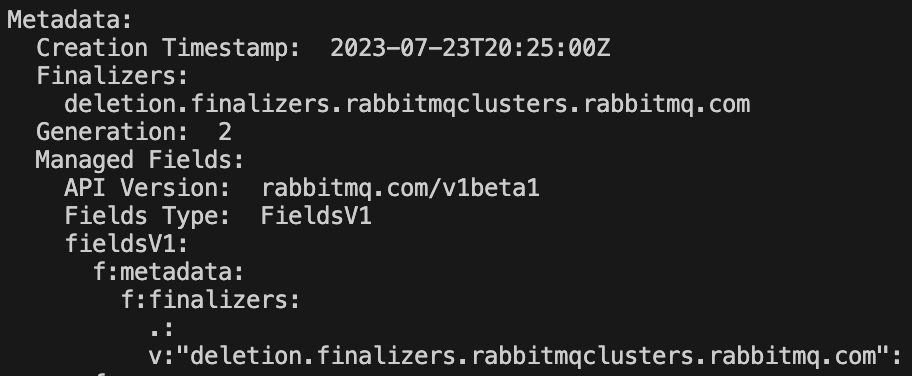 Metadata:
  Creation Timestamp:  2023-07-23T20:25:00Z
  Finalizers:
    deletion.finalizers.rabbitmqclusters.rabbitmq.com
  Generation:  2
  Managed Fields:
    API Version:  rabbitmq.com/v1beta1
    Fields Type:  FieldsV1
    fieldsV1:
      f:metadata:
        f:finalizers:
          .:
          v:"deletion.finalizers.rabbitmqclusters.rabbitmq.com":